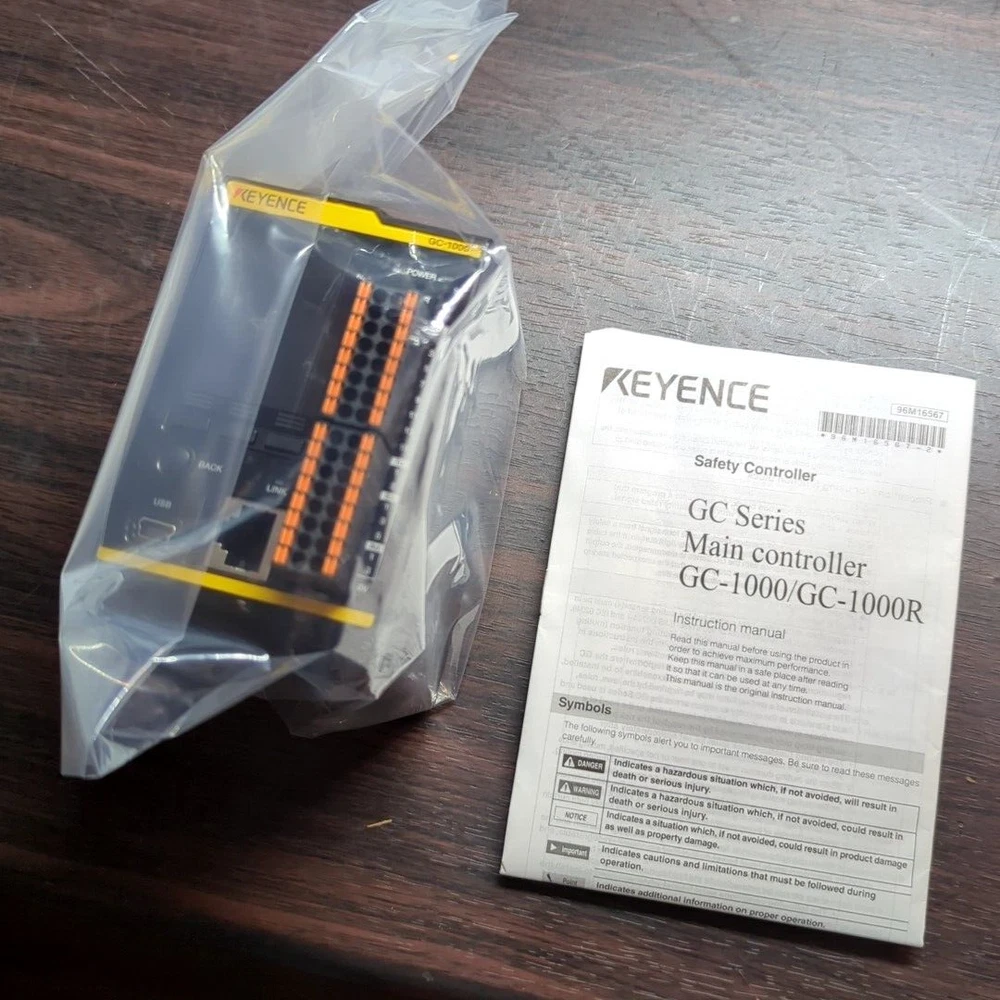 KEYENCE
GC-1000
POWER
BACK
LINK
USB
KEYENCE
96M16567
Safety Controller
GC Series
Main controller
GC-1000/GC-1000R
Instruction manual
Read this manual before using the product in
order to achieve maximum performance.
Keep this manual in a safe place after reading
it so that it can be used at any time.
This manual is the original instruction manual.
Symbols
The following symbols alert you to important messages. Be sure to read these messages
carefully.
DANGER
Indicates a hazardous situation which, if not avoided, will result in
death or serious injury.
WARNING
Indicates a hazardous situation which, if not avoided, could result in
death or serious injury.
NOTICE
Indicates a situation which, if not avoided, could result in product damage
as well as property damage.
Important
Indicates cautions and limitations that must be followed during
operation.
Point
Indicates additional information on proper operation.